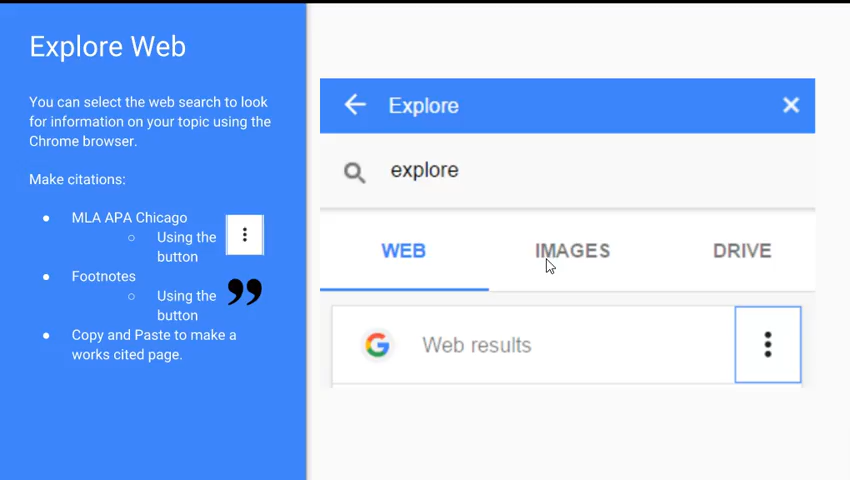 Explore Web
You can select the web search to look
for information on your topic using the
Chrome browser.
Make citations:
● MLA APA Chicago
○ Using the
button
● Footnotes
○ Using the
button
● Copy and Paste to make a
works cited page.
Explore
explore
WEB IMAGES DRIVE
Web results